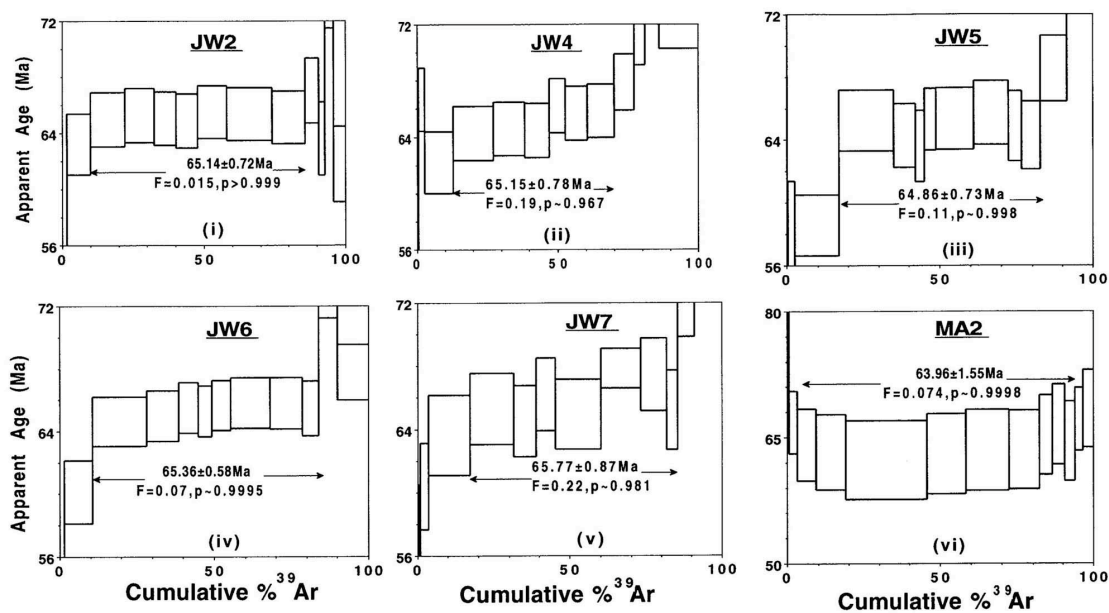 72
64
56
0
50
100
Apparent Age (Ma)
JW2
65.14±0.72Ma
F=0.015,p>0.999
(i)
72
64
56
0
50
100
JW4
65.15±0.78Ma
F=0.19,p~0.967
(ii)
72
64
56
0
50
100
JW5
64.86±0.73Ma
F=0.11,p~0.998
(iii)
72
64
56
0
50
100
Apparent Age (Ma)
JW6
65.36±0.58Ma
F=0.07,p~0.9995
(iv)
Cumulative %³⁹Ar
72
64
56
0
50
100
JW7
65.77±0.87Ma
F=0.22,p~0.981
(v)
Cumulative %³⁹Ar
80
65
50
0
50
100
MA2
63.96±1.55Ma
F=0.074,p~0.9998
(vi)
Cumulative %³⁹Ar